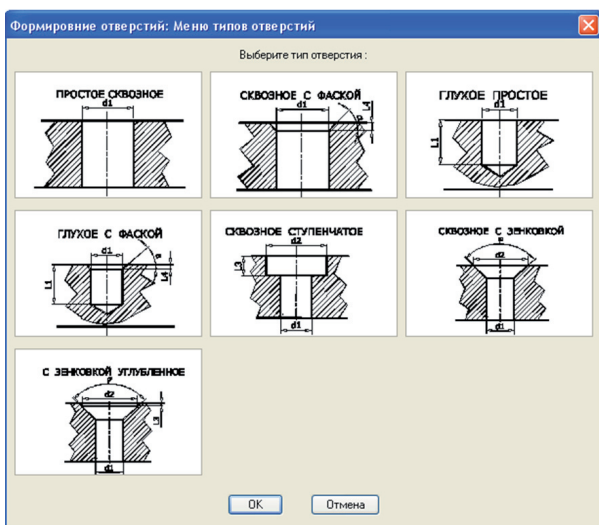 Формировние отверстий: Меню типов отверстий
Выберите тип отверстия :
ПРОСТОЕ СКВОЗНОЕ
d1
СКВОЗНОЕ С ФАСКОЙ
d1
L4
ГЛУХОЕ ПРОСТОЕ
d1
L1
ГЛУХОЕ С ФАСКОЙ
d1
L1
L4
СКВОЗНОЕ СТУПЕНЧАТОЕ
d2
L3
d1
СКВОЗНОЕ С ЗЕНКОВКОЙ
d2
d1
С ЗЕНКОВКОЙ УГЛУБЛЕННОЕ
d2
L3
d1
OK
Отмена